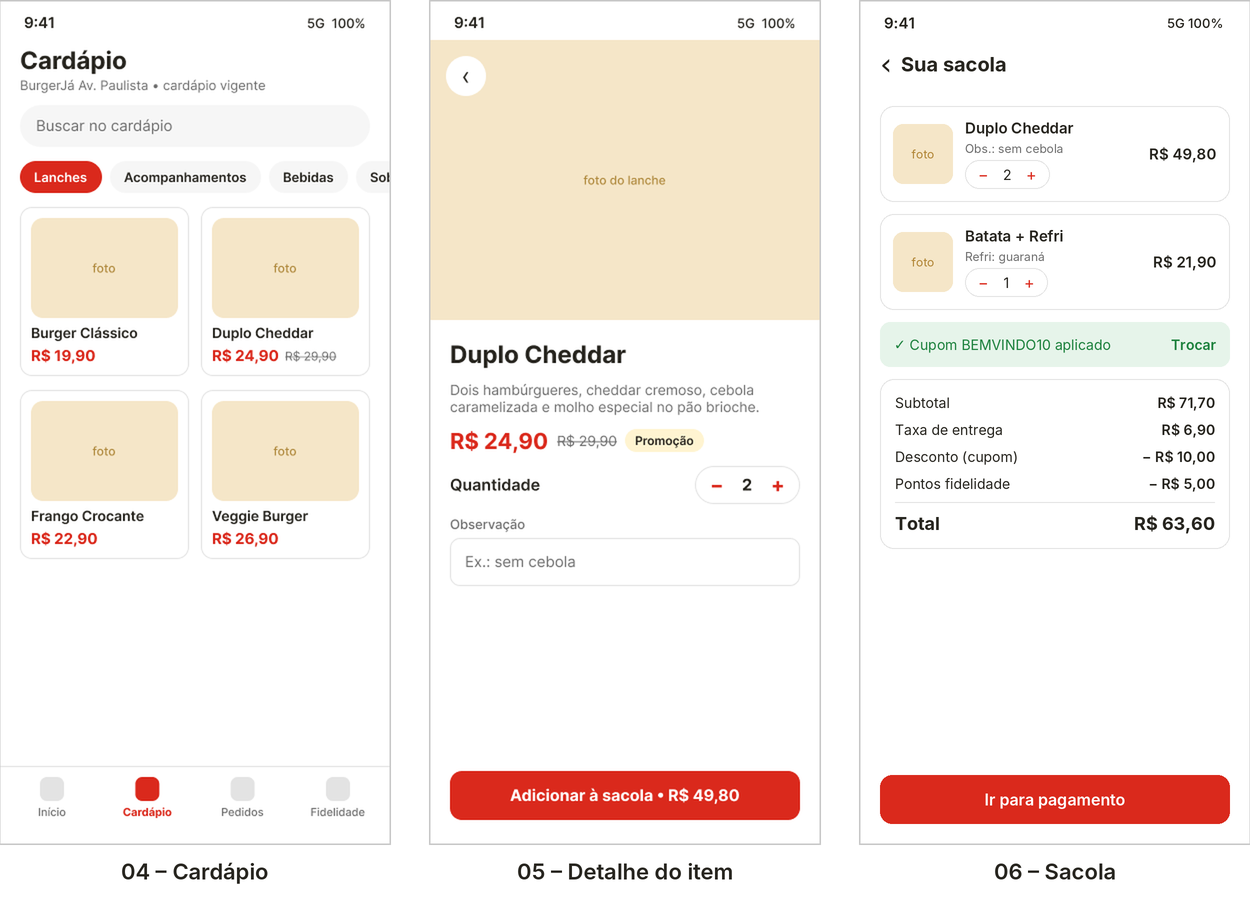 9:41
5G 100%
Cardápio
BurgerJá Av. Paulista • cardápio vigente
Buscar no cardápio
Lanches
Acompanhamentos
Bebidas
Sob
foto
foto
Burger Clássico
Duplo Cheddar
R$ 19,90
R$ 24,90 R$ 29,90
foto
foto
Frango Crocante
Veggie Burger
R$ 22,90
R$ 26,90
Início
Cardápio
Pedidos
Fidelidade
04 – Cardápio
9:41
5G 100%
‹
foto do lanche
Duplo Cheddar
Dois hambúrgueres, cheddar cremoso, cebola
caramelizada e molho especial no pão brioche.
R$ 24,90 R$ 29,90 Promoção
Quantidade
− 2 +
Observação
Ex.: sem cebola
Adicionar à sacola • R$ 49,80
05 – Detalhe do item
9:41
5G 100%
‹ Sua sacola
foto
Duplo Cheddar
Obs.: sem cebola
− 2 +
R$ 49,80
foto
Batata + Refri
Refri: guaraná
− 1 +
R$ 21,90
✓ Cupom BEMVINDO10 aplicado
Trocar
Subtotal R$ 71,70
Taxa de entrega R$ 6,90
Desconto (cupom) – R$ 10,00
Pontos fidelidade – R$ 5,00
Total R$ 63,60
Ir para pagamento
06 – Sacola